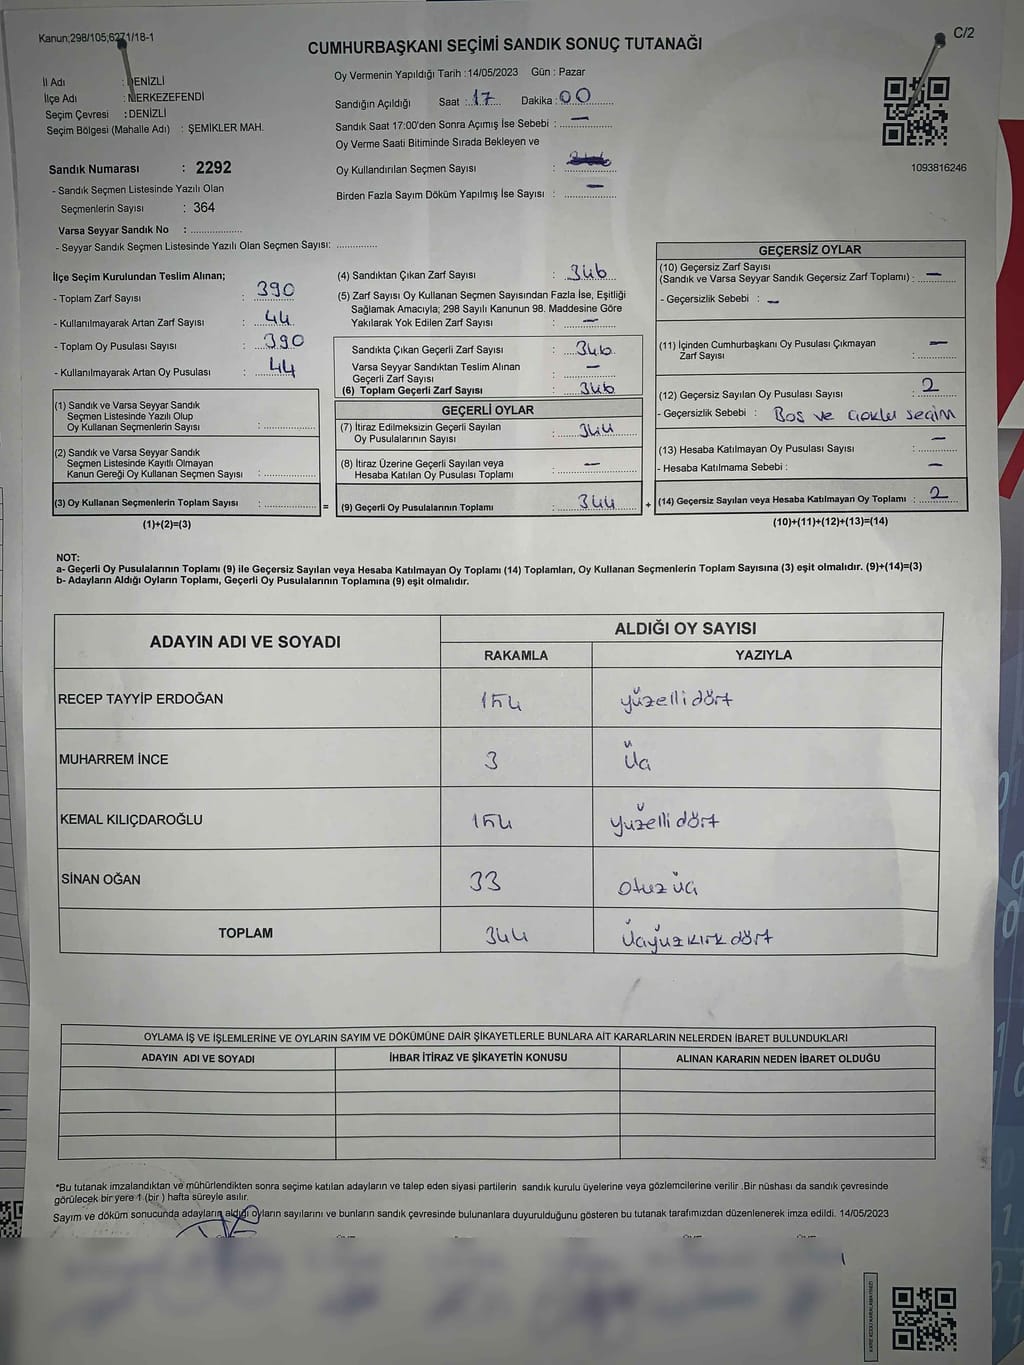 Kanun;298/105;6271/18-1
C/2
CUMHURBAŞKANI SEÇİMİ SANDIK SONUÇ TUTANAĞI
İl Adı : DENİZLİ
İlçe Adı : MERKEZEFENDİ
Seçim Çevresi : DENİZLİ
Seçim Bölgesi (Mahalle Adı) : ŞEMİKLER MAH.
Oy Vermenin Yapıldığı Tarih : 14/05/2023 Gün : Pazar
Sandığın Açıldığı Saat : 17 Dakika : 00
Sandık Saat 17:00'den Sonra Açımış İse Sebebi : —
Oy Verme Saati Bitiminde Sırada Bekleyen ve
Oy Kullandırılan Seçmen Sayısı :
Birden Fazla Sayım Döküm Yapılmış İse Sayısı : —
1093816246
Sandık Numarası : 2292
- Sandık Seçmen Listesinde Yazılı Olan
Seçmenlerin Sayısı : 364
Varsa Seyyar Sandık No : ...................
- Seyyar Sandık Seçmen Listesinde Yazılı Olan Seçmen Sayısı: ...............
İlçe Seçim Kurulundan Teslim Alınan;
- Toplam Zarf Sayısı : 390
- Kullanılmayarak Artan Zarf Sayısı : 44
- Toplam Oy Pusulası Sayısı : 390
- Kullanılmayarak Artan Oy Pusulası : 44
(1) Sandık ve Varsa Seyyar Sandık
Seçmen Listesinde Yazılı Olup
Oy Kullanan Seçmenlerin Sayısı :
(2) Sandık ve Varsa Seyyar Sandık
Seçmen Listesinde Kayıtlı Olmayan
Kanun Gereği Oy Kullanan Seçmen Sayısı :
(3) Oy Kullanan Seçmenlerin Toplam Sayısı :
(1)+(2)=(3)
=
(4) Sandıktan Çıkan Zarf Sayısı : 346
(5) Zarf Sayısı Oy Kullanan Seçmen Sayısından Fazla İse, Eşitliği
Sağlamak Amacıyla; 298 Sayılı Kanunun 98. Maddesine Göre
Yakılarak Yok Edilen Zarf Sayısı : —
Sandıkta Çıkan Geçerli Zarf Sayısı : 346
Varsa Seyyar Sandıktan Teslim Alınan
Geçerli Zarf Sayısı : —
(6) Toplam Geçerli Zarf Sayısı : 346
GEÇERLİ OYLAR
(7) İtiraz Edilmeksizin Geçerli Sayılan
Oy Pusulalarının Sayısı : 344
(8) İtiraz Üzerine Geçerli Sayılan veya
Hesaba Katılan Oy Pusulası Toplamı : —
(9) Geçerli Oy Pusulalarının Toplamı : 344
+
GEÇERSİZ OYLAR
(10) Geçersiz Zarf Sayısı
(Sandık ve Varsa Seyyar Sandık Geçersiz Zarf Toplamı) : —
- Geçersizlik Sebebi : —
(11) İçinden Cumhurbaşkanı Oy Pusulası Çıkmayan
Zarf Sayısı : —
(12) Geçersiz Sayılan Oy Pusulası Sayısı : 2
- Geçersizlik Sebebi : Boş ve çoklu seçim
(13) Hesaba Katılmayan Oy Pusulası Sayısı : —
- Hesaba Katılmama Sebebi : —
(14) Geçersiz Sayılan veya Hesaba Katılmayan Oy Toplamı : 2
(10)+(11)+(12)+(13)=(14)
NOT:
a- Geçerli Oy Pusulalarının Toplamı (9) ile Geçersiz Sayılan veya Hesaba Katılmayan Oy Toplamı (14) Toplamları, Oy Kullanan Seçmenlerin Toplam Sayısına (3) eşit olmalıdır. (9)+(14)=(3)
b- Adayların Aldığı Oyların Toplamı, Geçerli Oy Pusulalarının Toplamına (9) eşit olmalıdır.
ADAYIN ADI VE SOYADI
ALDIĞI OY SAYISI
RAKAMLA YAZIYLA
RECEP TAYYİP ERDOĞAN 154 yüzellidört
MUHARREM İNCE 3 Üç
KEMAL KILIÇDAROĞLU 154 yüzelli dört
SİNAN OĞAN 33 otuz üç
TOPLAM 344 Üçyüz kırk dört
OYLAMA İŞ VE İŞLEMLERİNE VE OYLARIN SAYIM VE DÖKÜMÜNE DAİR ŞİKAYETLERLE BUNLARA AİT KARARLARIN NELERDEN İBARET BULUNDUKLARI
ADAYIN ADI VE SOYADI İHBAR İTİRAZ VE ŞİKAYETİN KONUSU ALINAN KARARIN NEDEN İBARET OLDUĞU
*Bu tutanak imzalandıktan ve mühürlendikten sonra seçime katılan adayların ve talep eden siyasi partilerin sandık kurulu üyelerine veya gözlemcilerine verilir .Bir nüshası da sandık çevresinde
görülecek bir yere 1 (bir ) hafta süreyle asılır.
Sayım ve döküm sonucunda adayların aldığı oyların sayılarını ve bunların sandık çevresinde bulunanlara duyurulduğunu gösteren bu tutanak tarafımızdan düzenlenerek imza edildi. 14/05/2023